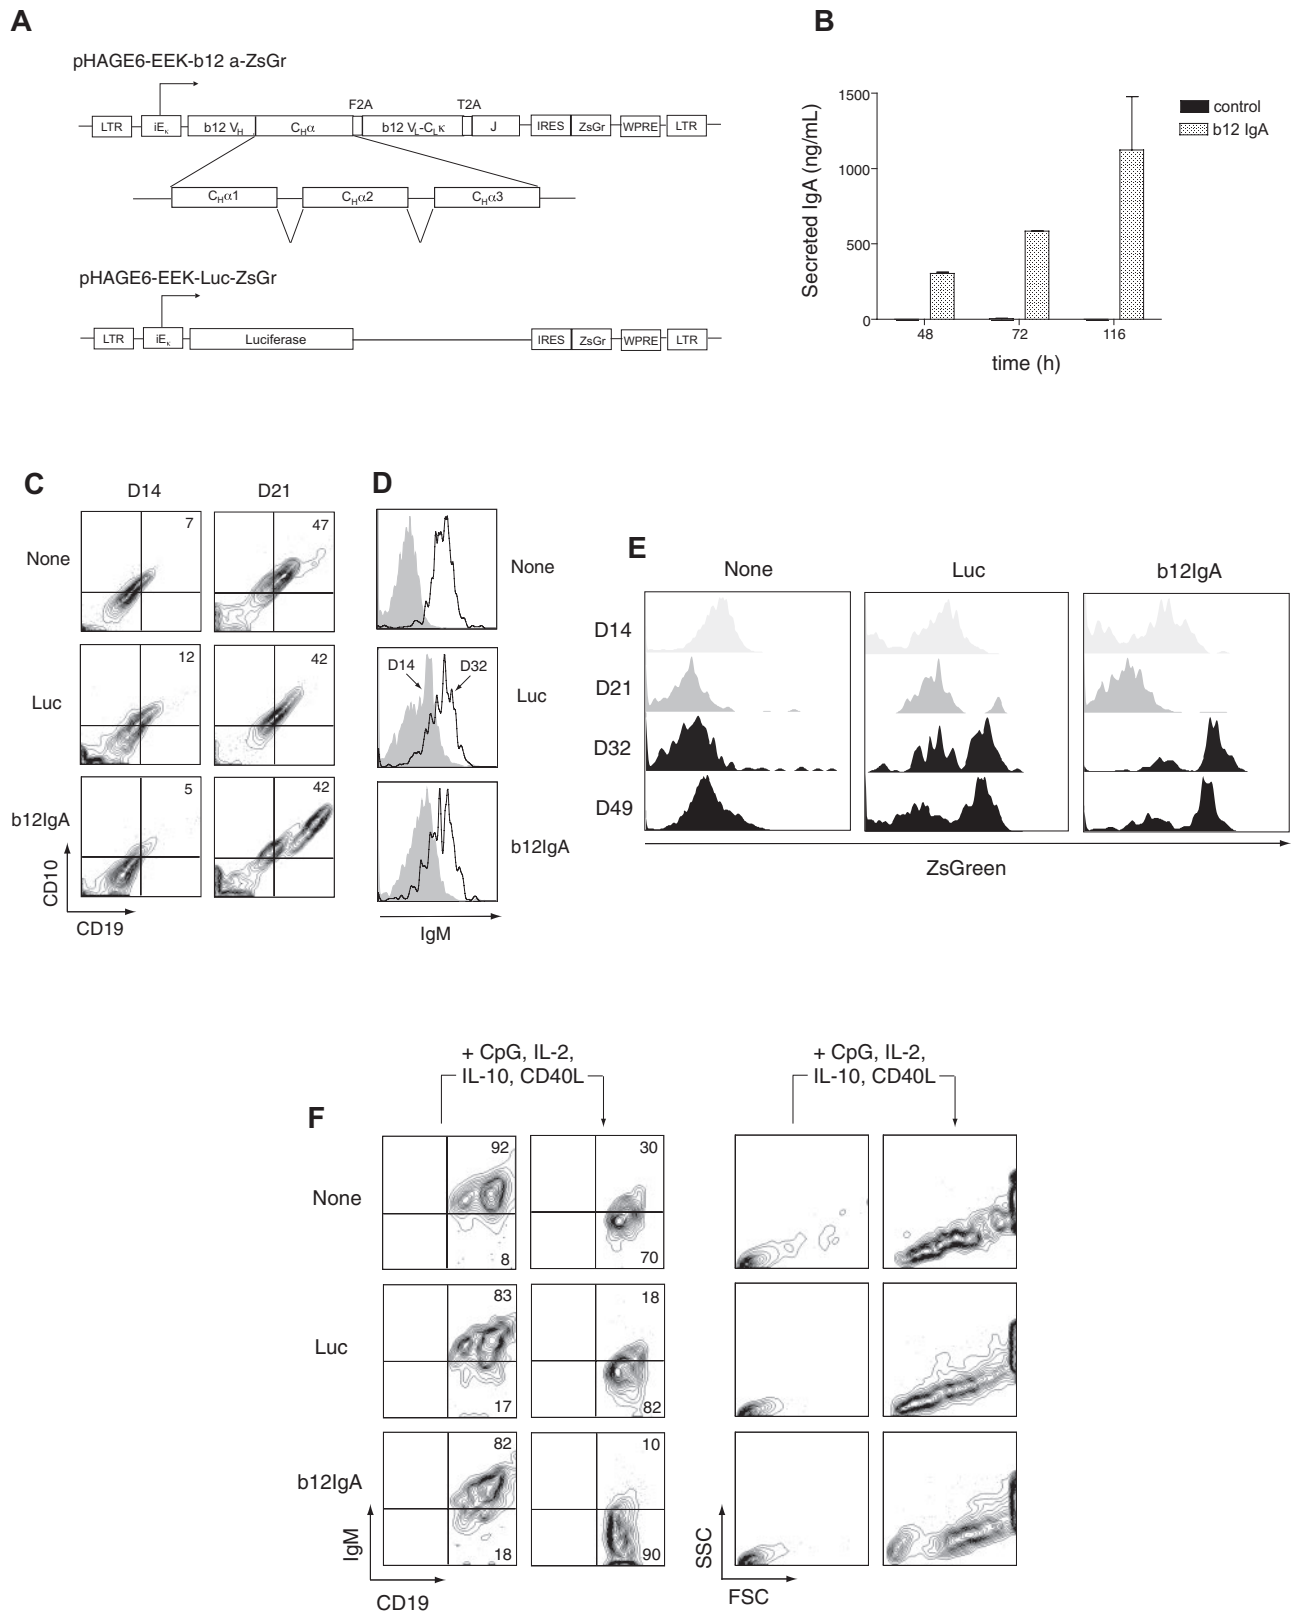 A
pHAGE6-EEK-b12 a-ZsGr
F2A T2A
LTR iEκ b12 VH CHα b12 VL-CLκ J IRES ZsGr WPRE LTR
CHα1 CHα2 CHα3
pHAGE6-EEK-Luc-ZsGr
LTR iEκ Luciferase IRES ZsGr WPRE LTR
B
Secreted IgA (ng/mL)
1500
1000
500
0
48 72 116
time (h)
control
b12 IgA
C
D14 D21
None 7 47
Luc 12 42
b12IgA 5 42
CD10
CD19
D
None
D14 D32
Luc
b12IgA
IgM
E
None Luc b12IgA
D14
D21
D32
D49
ZsGreen
F
+ CpG, IL-2,
IL-10, CD40L
+ CpG, IL-2,
IL-10, CD40L
None 92 30
8 70
Luc 83 18
17 82
b12IgA 82 10
18 90
IgM
CD19
SSC
FSC